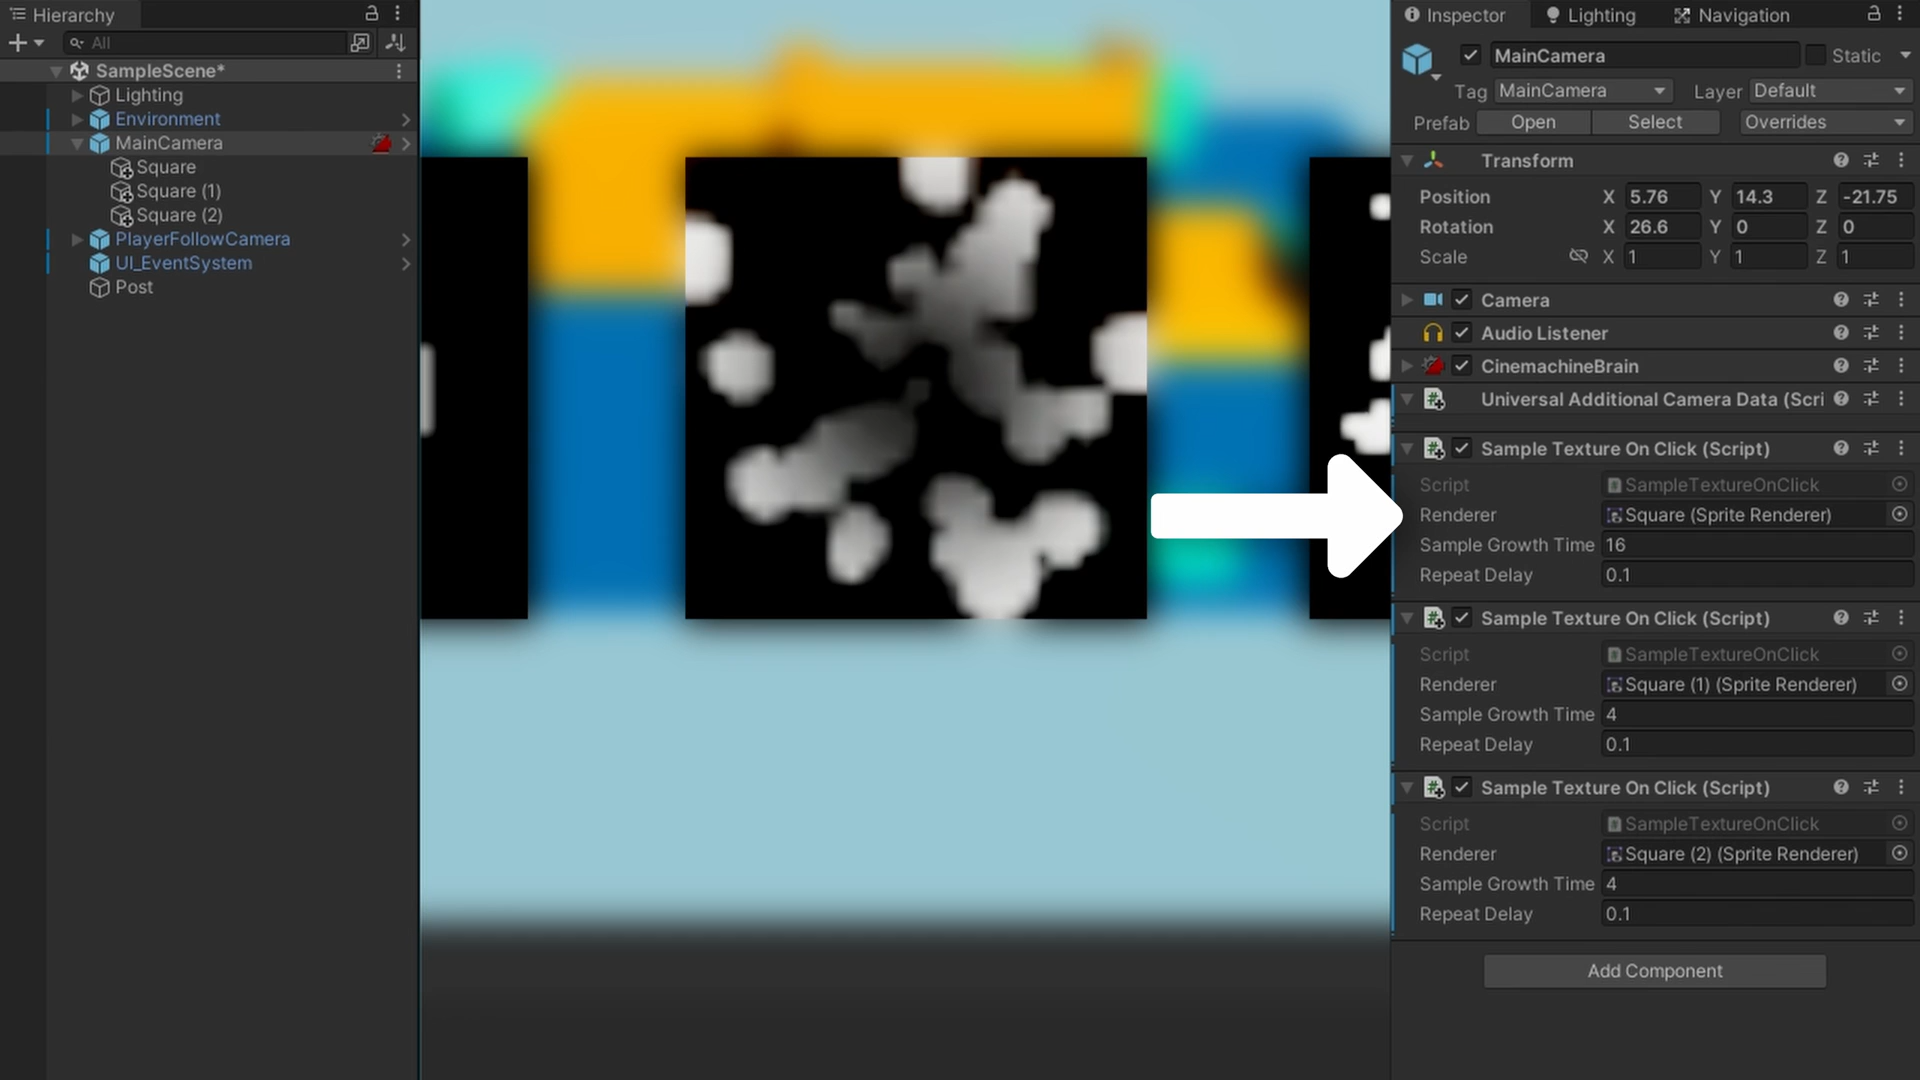 Hierarchy
All
SampleScene*
Lighting
Environment
MainCamera
Square
Square (1)
Square (2)
PlayerFollowCamera
UI_EventSystem
Post
Inspector
Lighting
Navigation
MainCamera
Static
Tag MainCamera Layer Default
Prefab Open Select Overrides
Transform
Position X 5.76 Y 14.3 Z -21.75
Rotation X 26.6 Y 0 Z 0
Scale X 1 Y 1 Z 1
Camera
Audio Listener
CinemachineBrain
Universal Additional Camera Data (Scri
Sample Texture On Click (Script)
Script SampleTextureOnClick
Renderer Square (Sprite Renderer)
Sample Growth Time 16
Repeat Delay 0.1
Sample Texture On Click (Script)
Script SampleTextureOnClick
Renderer Square (1) (Sprite Renderer)
Sample Growth Time 4
Repeat Delay 0.1
Sample Texture On Click (Script)
Script SampleTextureOnClick
Renderer Square (2) (Sprite Renderer)
Sample Growth Time 4
Repeat Delay 0.1
Add Component